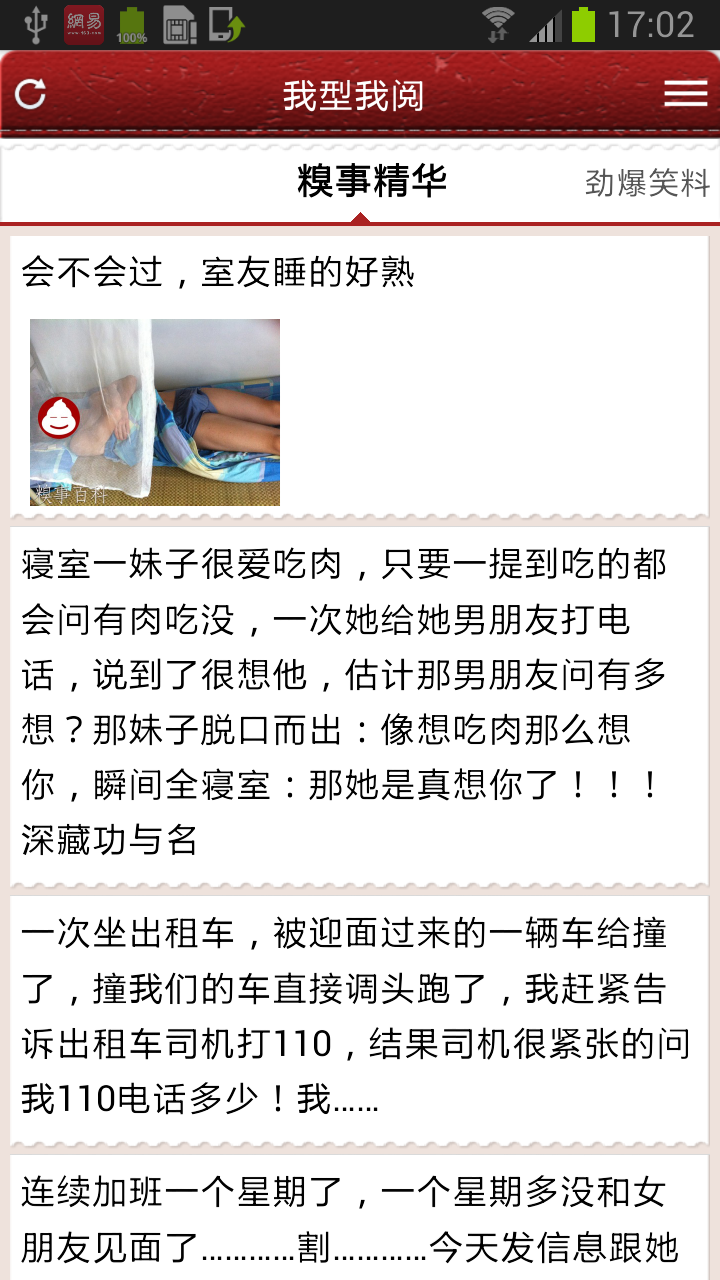 網易
100%
17:02
我型我阅
糗事精华
劲爆笑料
会不会过，室友睡的好熟
糗事百科
寝室一妹子很爱吃肉，只要一提到吃的都
会问有肉吃没，一次她给她男朋友打电
话，说到了很想他，估计那男朋友问有多
想？那妹子脱口而出：像想吃肉那么想
你，瞬间全寝室：那她是真想你了！！！
深藏功与名
一次坐出租车，被迎面过来的一辆车给撞
了，撞我们的车直接调头跑了，我赶紧告
诉出租车司机打110，结果司机很紧张的问
我110电话多少！我……
连续加班一个星期了，一个星期多没和女
朋友见面了…………割…………今天发信息跟她